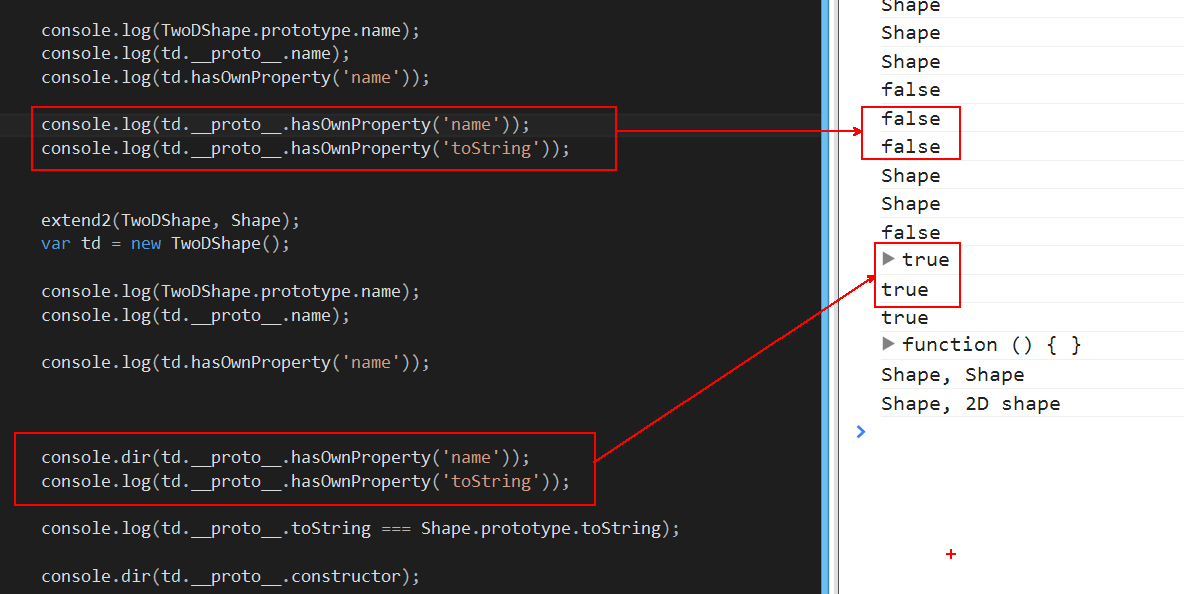 console.log(TwoDShape.prototype.name);
console.log(td.__proto__.name);
console.log(td.hasOwnProperty('name'));
console.log(td.__proto__.hasOwnProperty('name'));
console.log(td.__proto__.hasOwnProperty('toString'));
extend2(TwoDShape, Shape);
var td = new TwoDShape();
console.log(TwoDShape.prototype.name);
console.log(td.__proto__.name);
console.log(td.hasOwnProperty('name'));
console.dir(td.__proto__.hasOwnProperty('name'));
console.log(td.__proto__.hasOwnProperty('toString'));
console.log(td.__proto__.toString === Shape.prototype.toString);
console.dir(td.__proto__.constructor);
Shape
Shape
Shape
false
false
false
Shape
Shape
false
true
true
true
function () { }
Shape, Shape
Shape, 2D shape